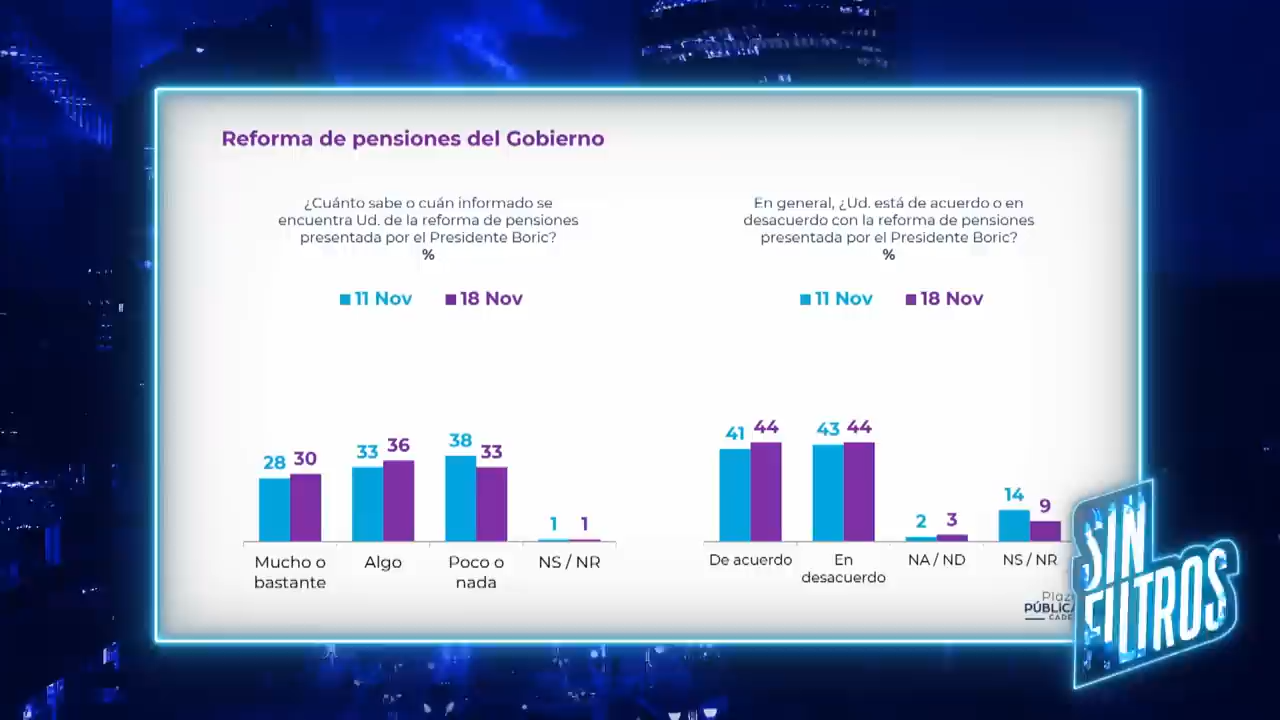 Reforma de pensiones del Gobierno
¿Cuánto sabe o cuán informado se
encuentra Ud. de la reforma de pensiones
presentada por el Presidente Boric?
%
11 Nov 18 Nov
28 30 33 36 38 33 1 1
Mucho o
bastante
Algo
Poco o
nada
NS / NR
En general, ¿Ud. está de acuerdo o en
desacuerdo con la reforma de pensiones
presentada por el Presidente Boric?
%
11 Nov 18 Nov
41 44 43 44 2 3 14 9
De acuerdo
En
desacuerdo
NA / ND
NS / NR
SIN
FILTROS